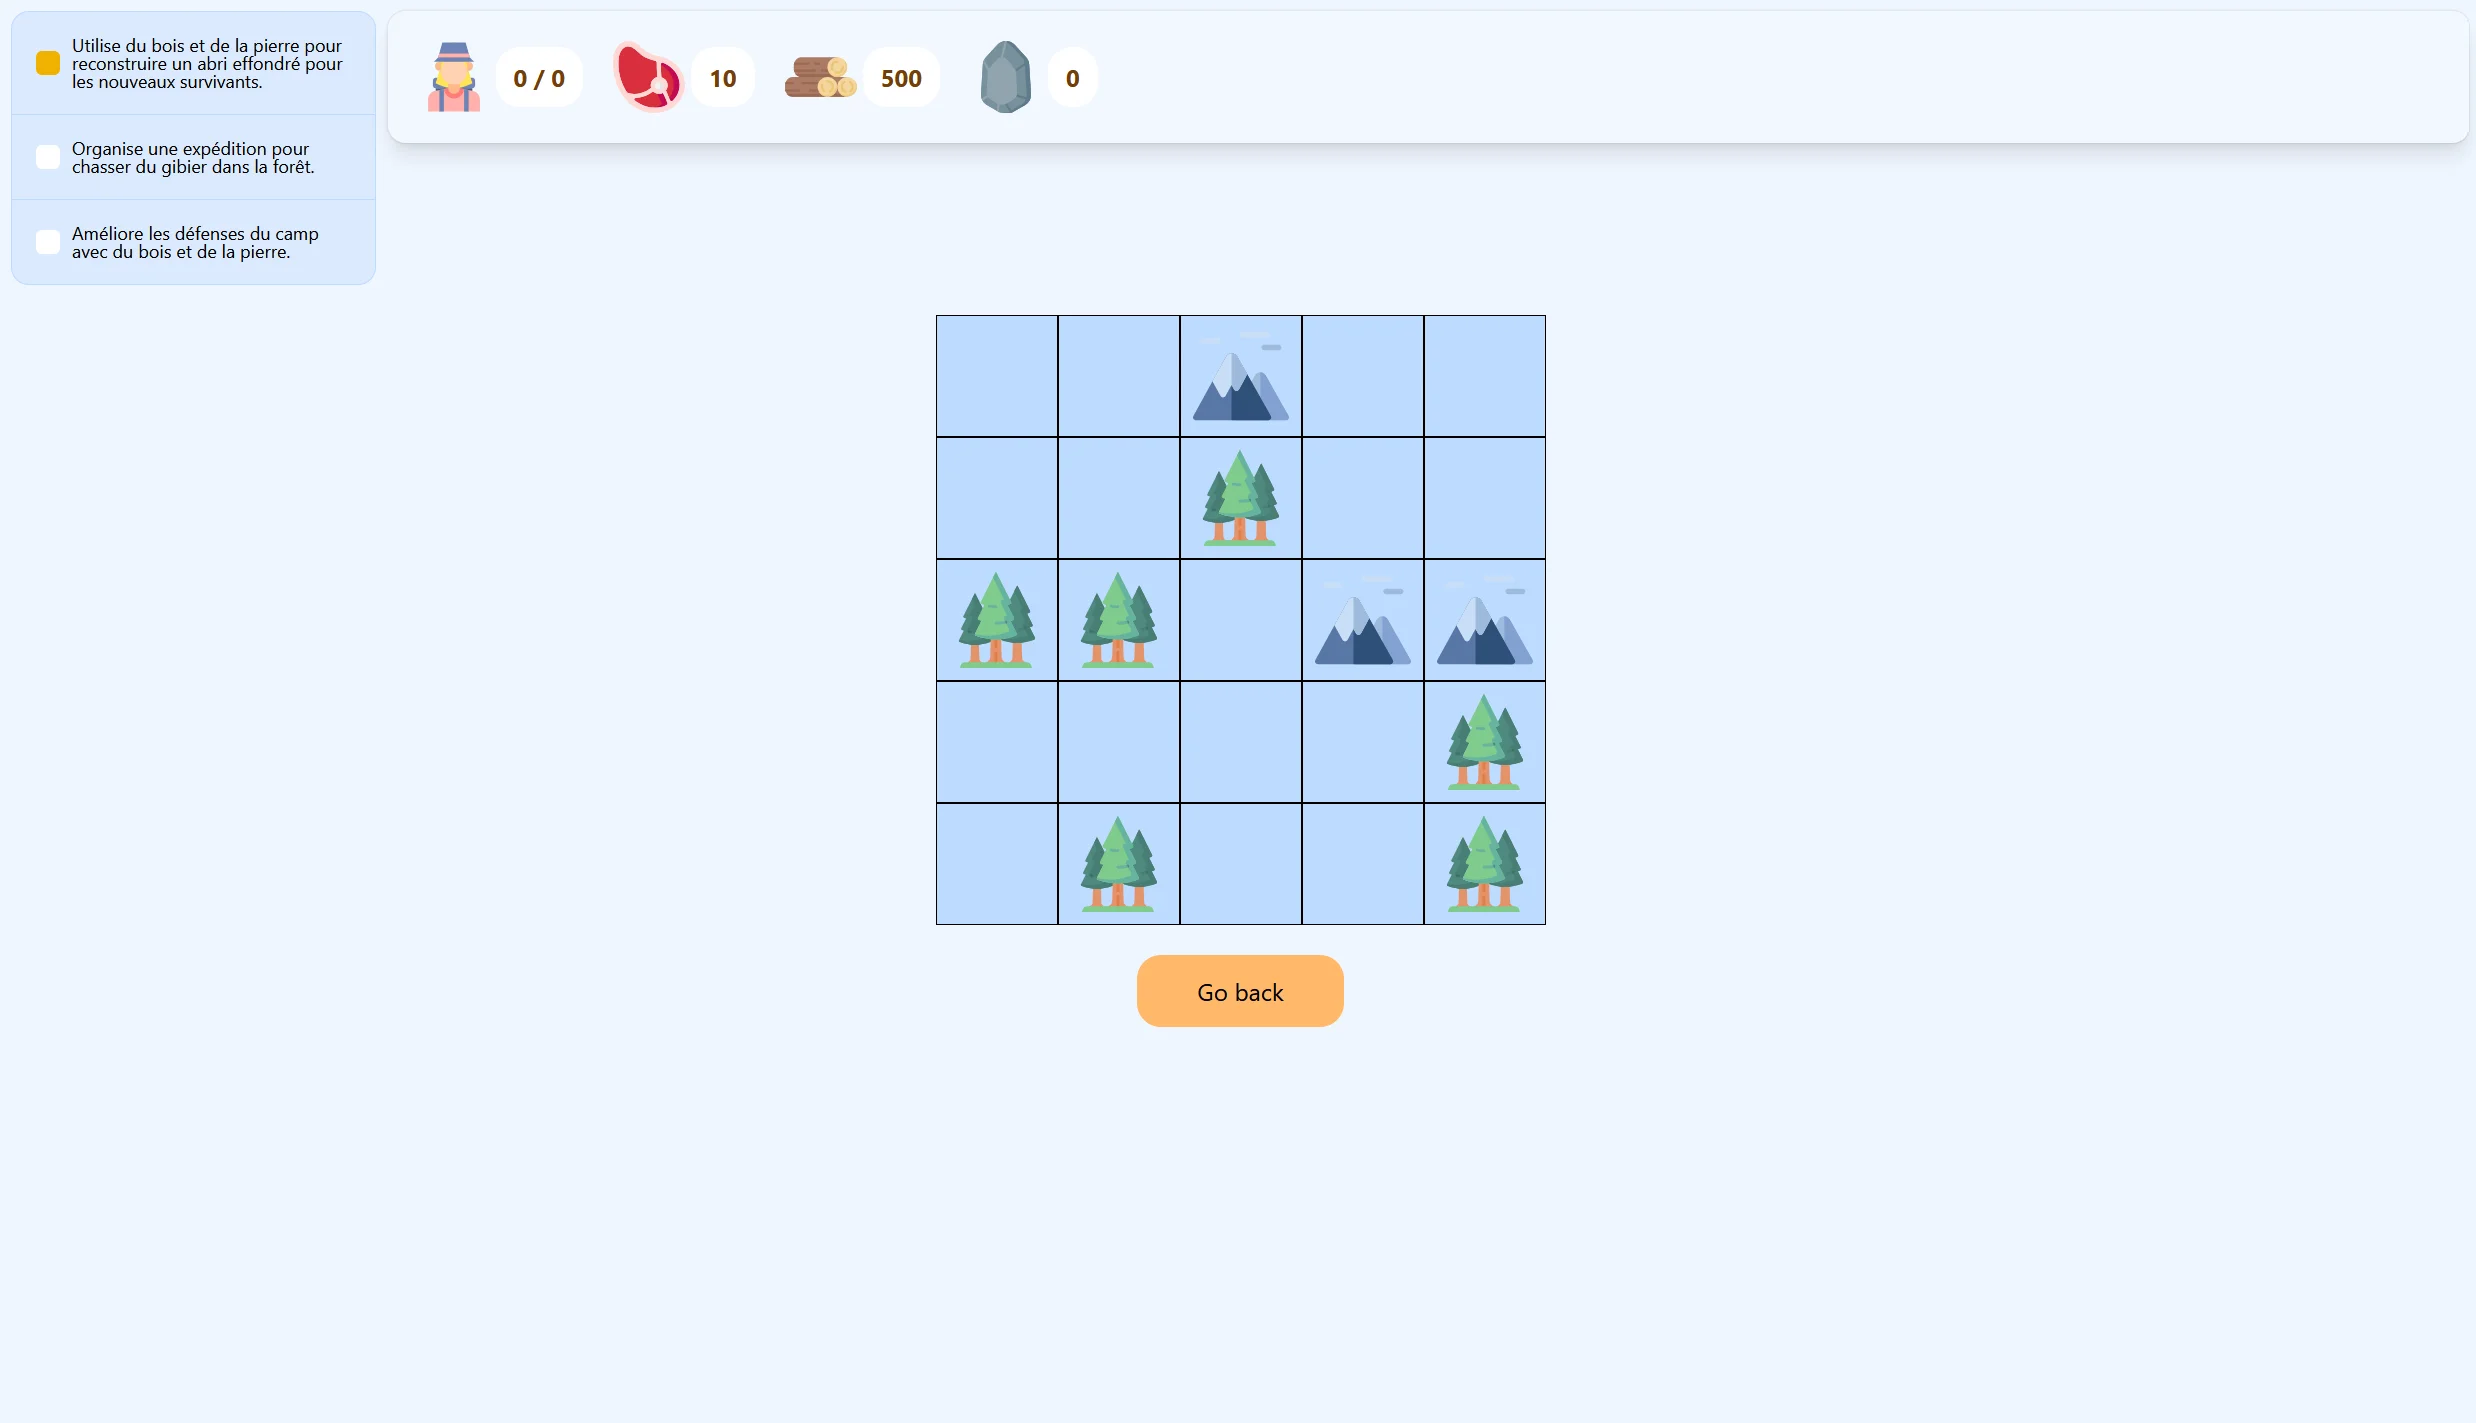 Utilise du bois et de la pierre pour
reconstruire un abri effondré pour
les nouveaux survivants.
Organise une expédition pour
chasser du gibier dans la forêt.
Améliore les défenses du camp
avec du bois et de la pierre.
0 / 0
10
500
0
Go back